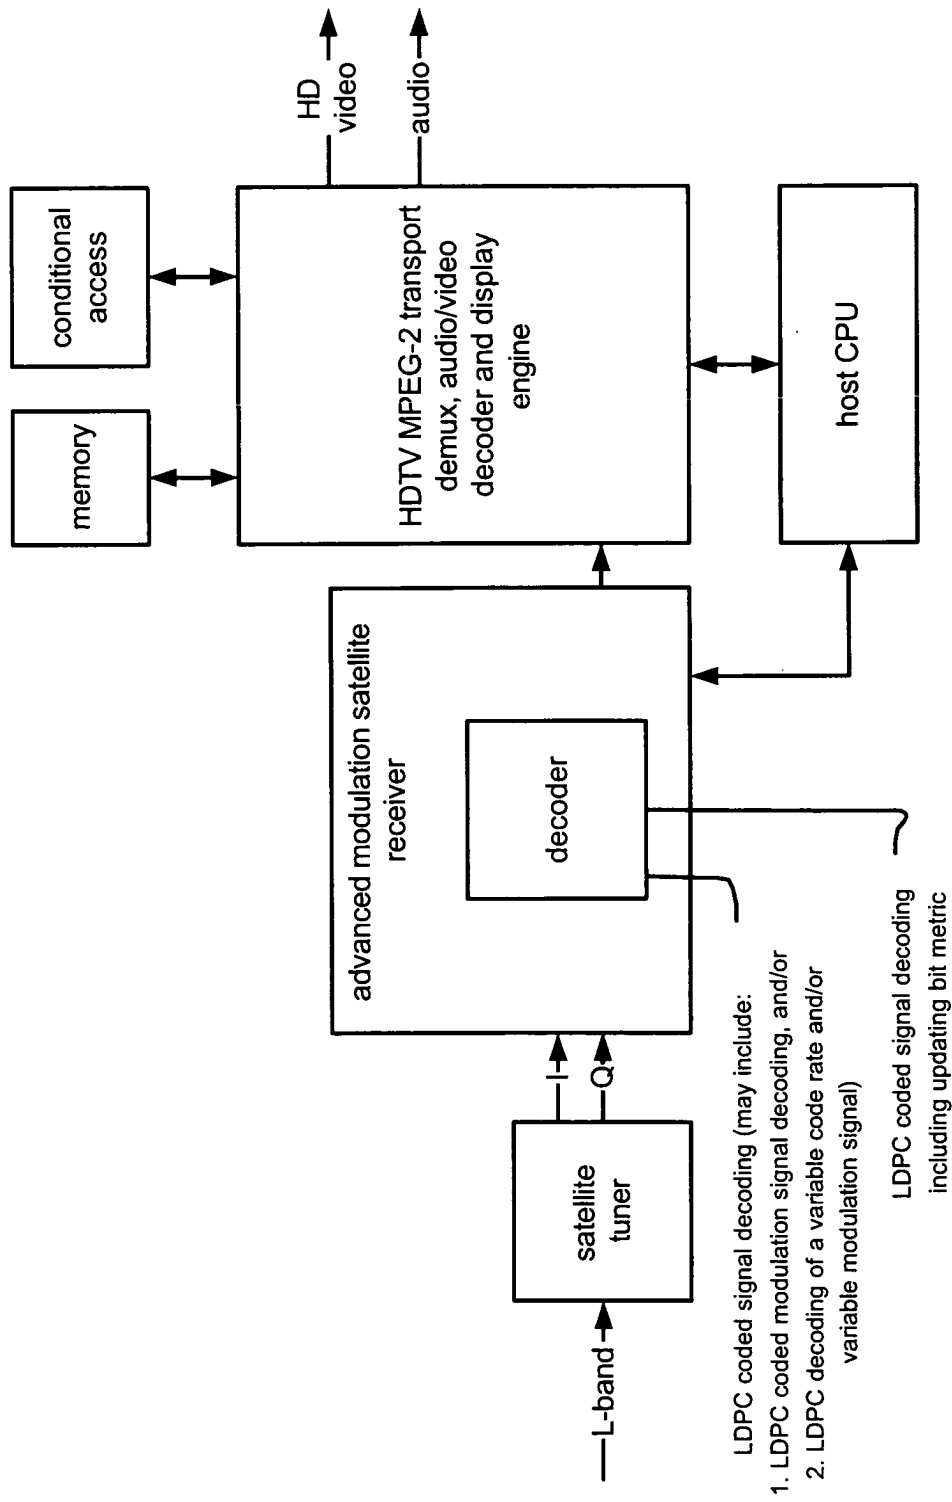 memory
conditional
access
HD
video
audio
HDTV MPEG-2 transport
demux, audio/video
decoder and display
engine
advanced modulation satellite
receiver
decoder
host CPU
satellite
tuner
I
Q
L-band
LDPC coded signal decoding (may include:
1. LDPC coded modulation signal decoding, and/or
2. LDPC decoding of a variable code rate and/or
variable modulation signal)
LDPC coded signal decoding
including updating bit metric